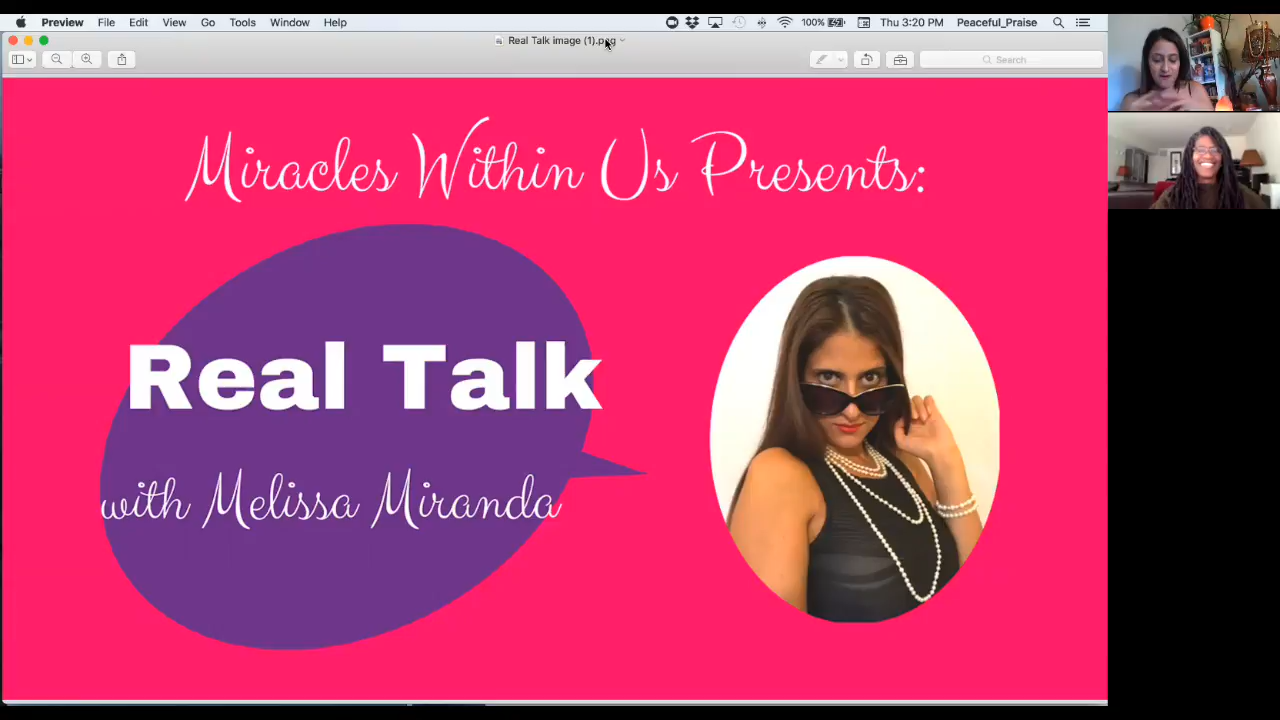 Preview File Edit View Go Tools Window Help 100% Thu 3:20 PM Peaceful_Praise
Real Talk image (1).png
Search
Miracles Within Us Presents:
Real Talk
with Melissa Miranda